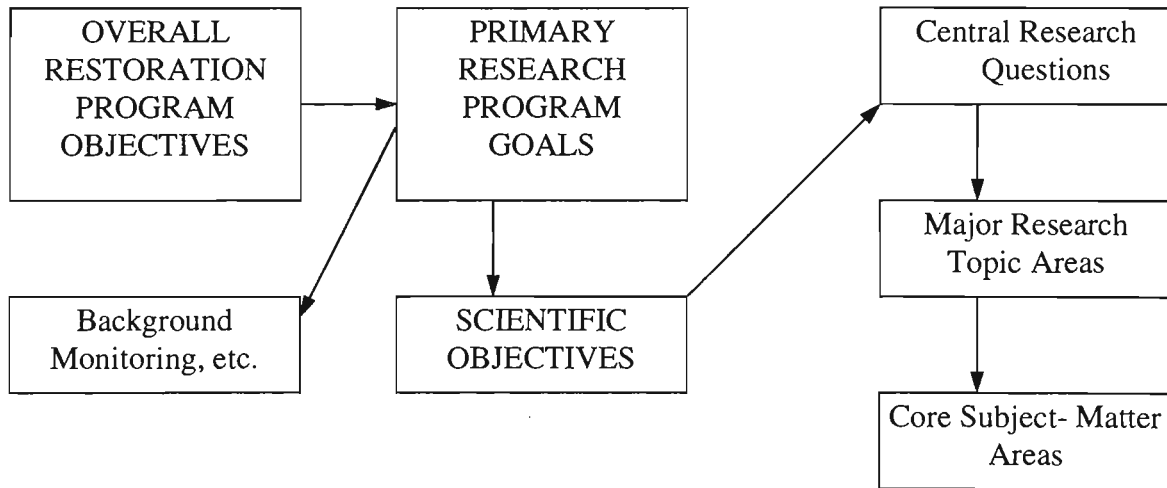 OVERALL
RESTORATION
PROGRAM
OBJECTIVES
PRIMARY
RESEARCH
PROGRAM
GOALS
Central Research
Questions
Major Research
Topic Areas
Background
Monitoring, etc.
SCIENTIFIC
OBJECTIVES
Core Subject- Matter
Areas